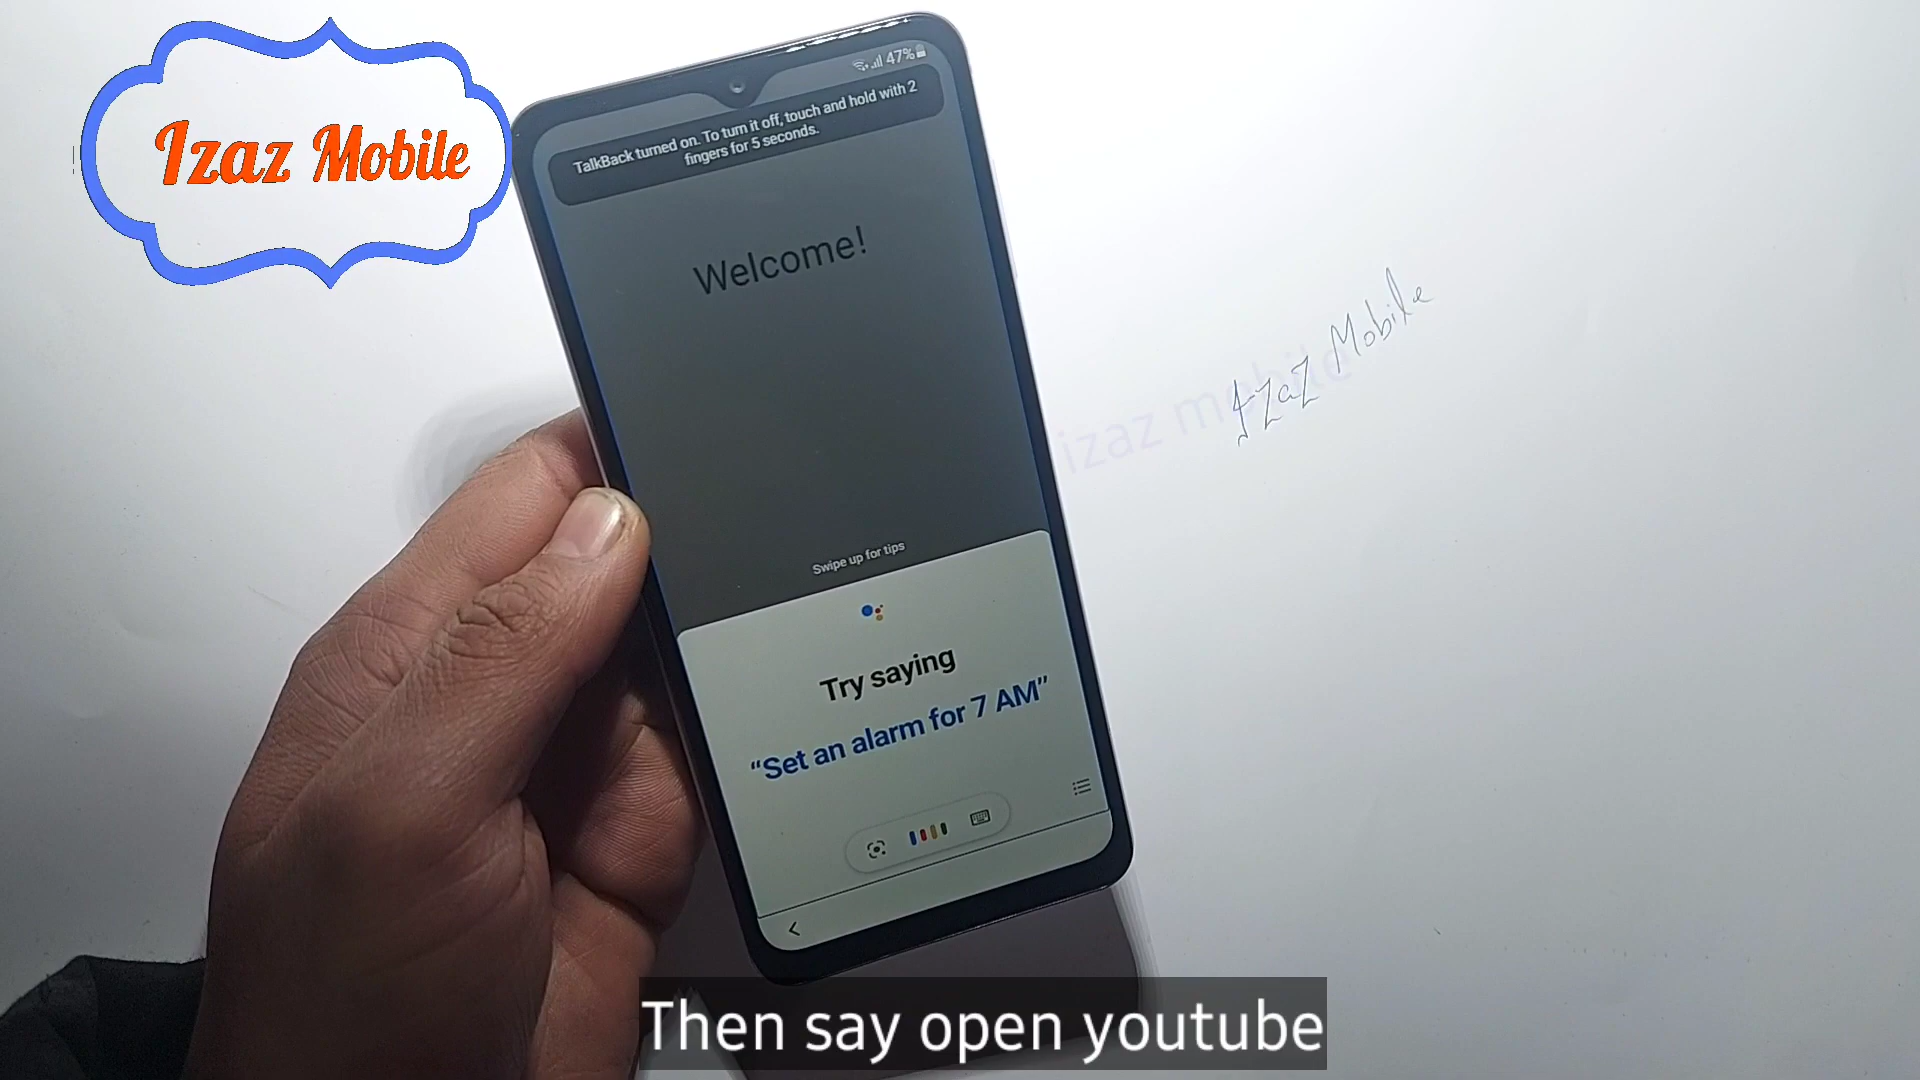 Izaz Mobile
47%
TalkBack turned on. To turn it off, touch and hold with 2
fingers for 5 seconds.
Welcome!
izaz mobile
Izaz Mobile
Swipe up for tips
Try saying
“Set an alarm for 7 AM”
Then say open youtube